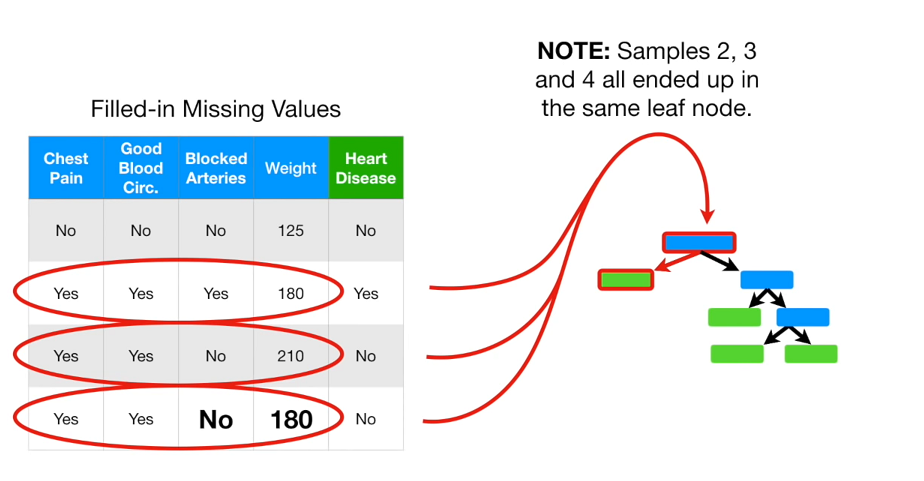 NOTE: Samples 2, 3
and 4 all ended up in
the same leaf node.
Filled-in Missing Values
Chest Pain Good Blood Circ. Blocked Arteries Weight Heart Disease
No No No 125 No
Yes Yes Yes 180 Yes
Yes Yes No 210 No
Yes Yes No 180 No